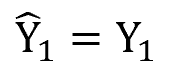 Ŷ₁ = Y₁